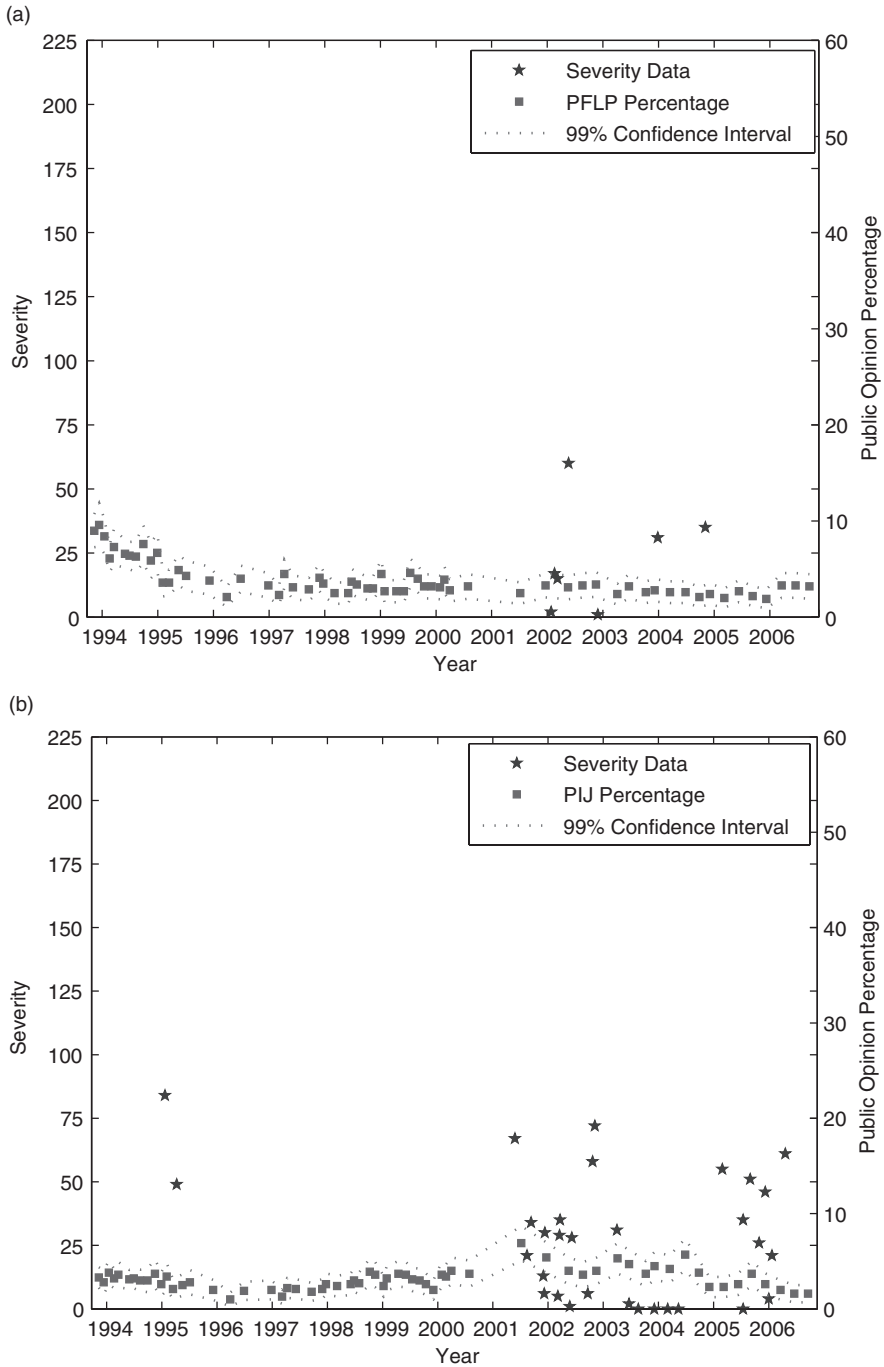 (a)
225
200
175
150
125
100
75
50
25
0
Severity
60
50
40
30
20
10
0
Public Opinion Percentage
Severity Data
PFLP Percentage
99% Confidence Interval
1994 1995 1996 1997 1998 1999 2000 2001 2002 2003 2004 2005 2006
Year
(b)
225
200
175
150
125
100
75
50
25
0
Severity
60
50
40
30
20
10
0
Public Opinion Percentage
Severity Data
PIJ Percentage
99% Confidence Interval
1994 1995 1996 1997 1998 1999 2000 2001 2002 2003 2004 2005 2006
Year